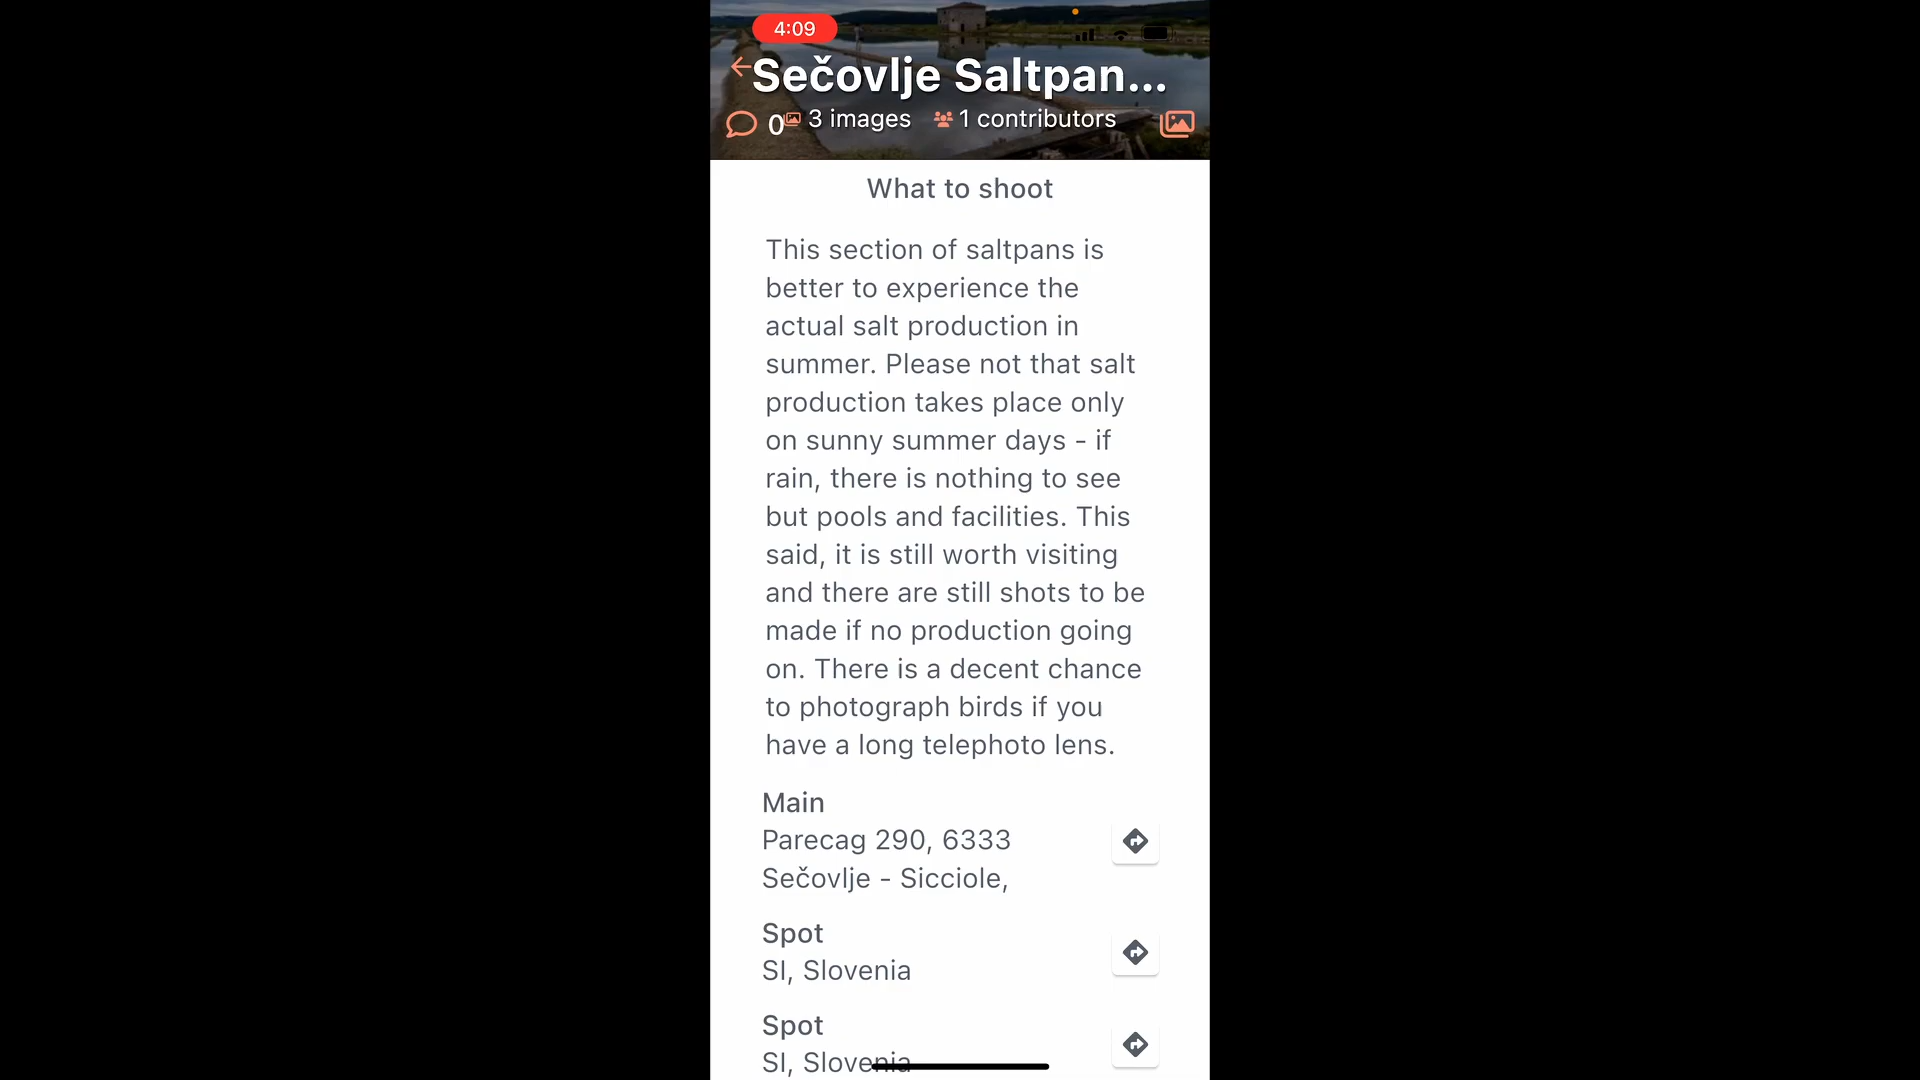 4:09
Sečovlje Saltpan...
0 3 images 1 contributors
What to shoot
This section of saltpans is
better to experience the
actual salt production in
summer. Please not that salt
production takes place only
on sunny summer days - if
rain, there is nothing to see
but pools and facilities. This
said, it is still worth visiting
and there are still shots to be
made if no production going
on. There is a decent chance
to photograph birds if you
have a long telephoto lens.
Main
Parecag 290, 6333
Sečovlje - Sicciole,
Spot
SI, Slovenia
Spot
SI, Slovenia